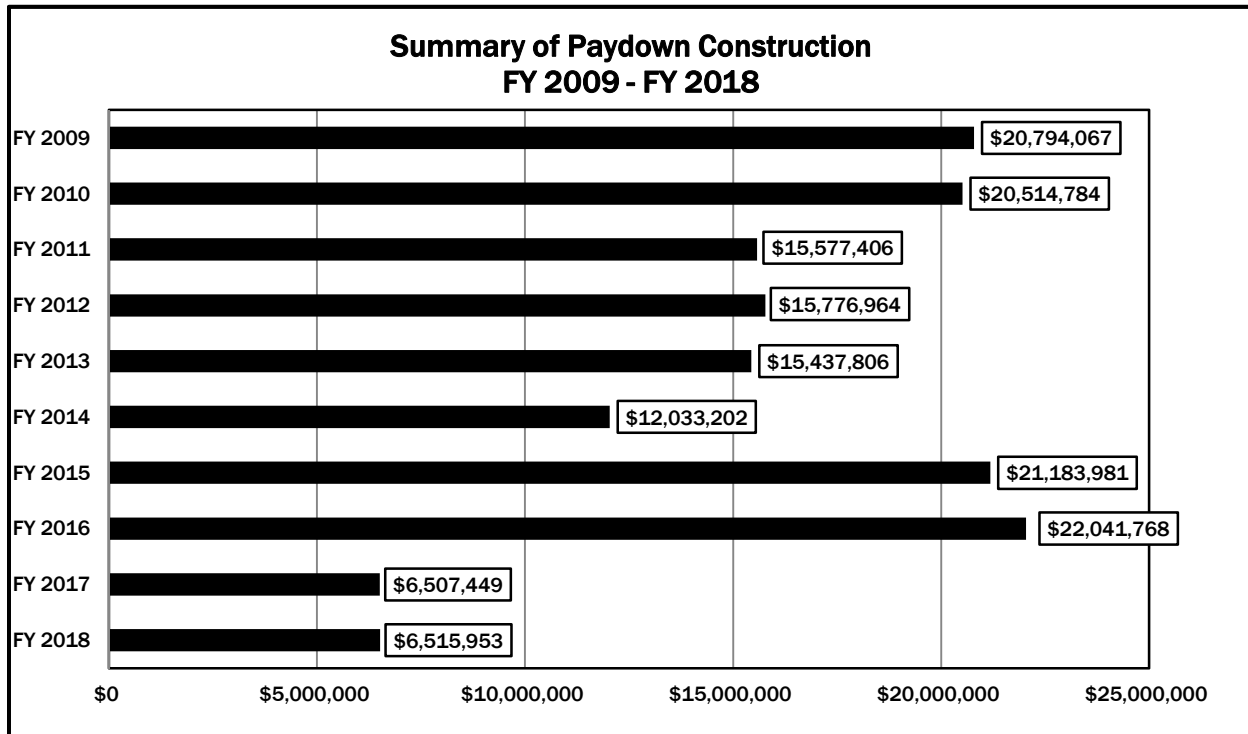 Summary of Paydown Construction
FY 2009 - FY 2018
FY 2009 $20,794,067
FY 2010 $20,514,784
FY 2011 $15,577,406
FY 2012 $15,776,964
FY 2013 $15,437,806
FY 2014 $12,033,202
FY 2015 $21,183,981
FY 2016 $22,041,768
FY 2017 $6,507,449
FY 2018 $6,515,953
$0 $5,000,000 $10,000,000 $15,000,000 $20,000,000 $25,000,000